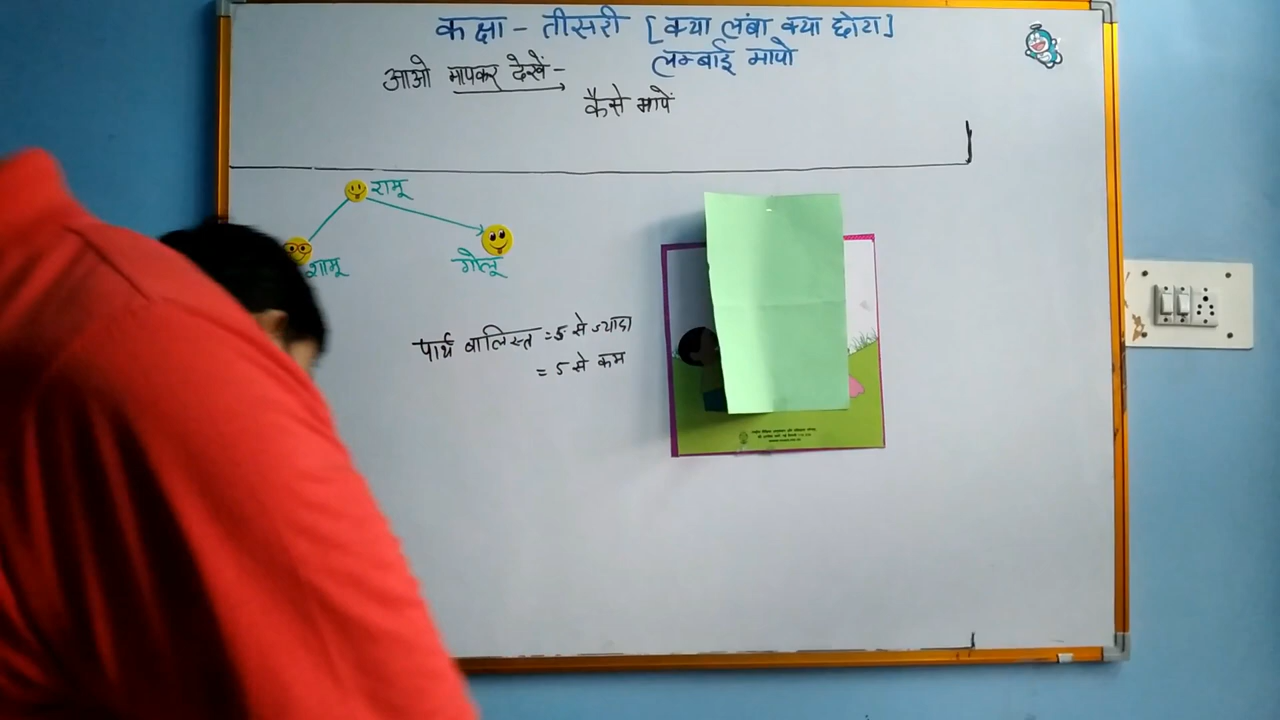 कक्षा - तीसरी [क्या लंबा क्या छोटा]
लम्बाई मापो
आओ मापकर देखें-
कैसे मापें
रामू
शामू
गोलू
पार्थ बालिस्त = 5 से ज्यादा
= 5 से कम